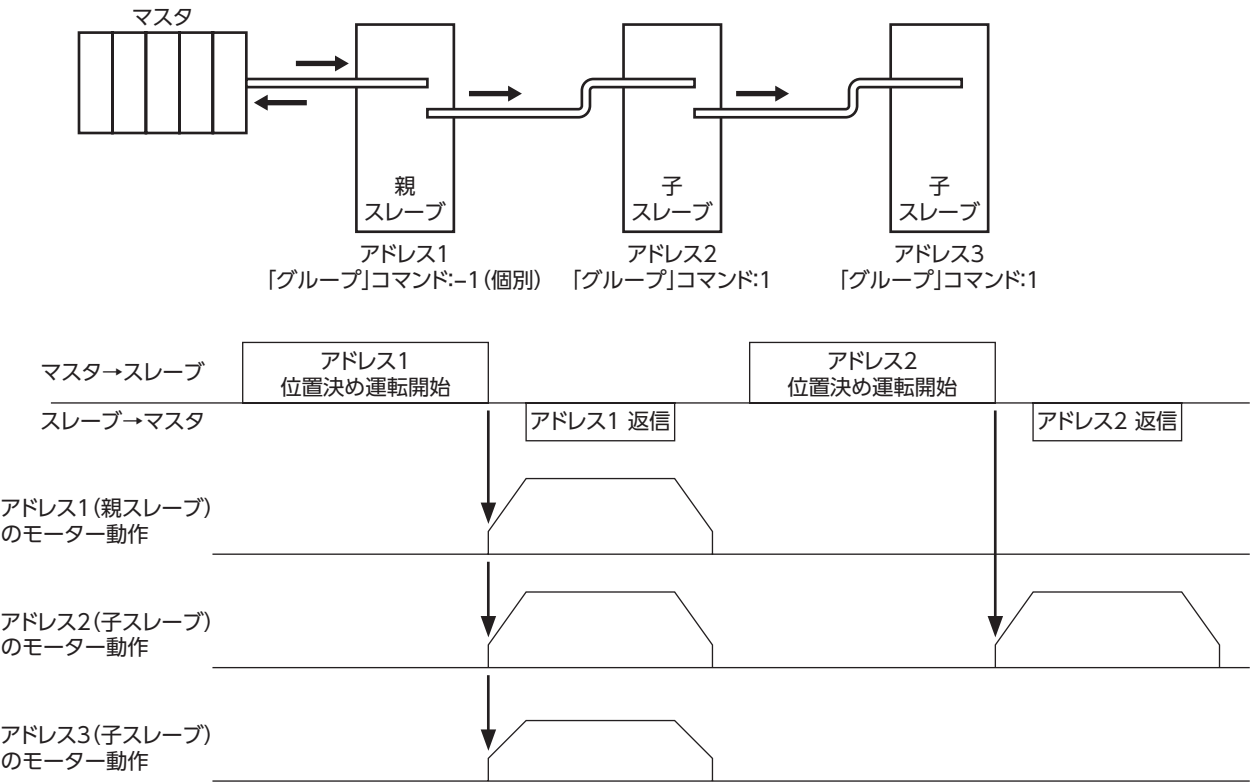 マスタ
親
スレーブ
子
スレーブ
子
スレーブ
アドレス1
「グループ」コマンド:−1（個別）
アドレス2
「グループ」コマンド:1
アドレス3
「グループ」コマンド:1
マスタ→スレーブ
アドレス1
位置決め運転開始
アドレス2
位置決め運転開始
スレーブ→マスタ
アドレス1 返信
アドレス2 返信
アドレス1（親スレーブ）
のモーター動作
アドレス2（子スレーブ）
のモーター動作
アドレス3（子スレーブ）
のモーター動作